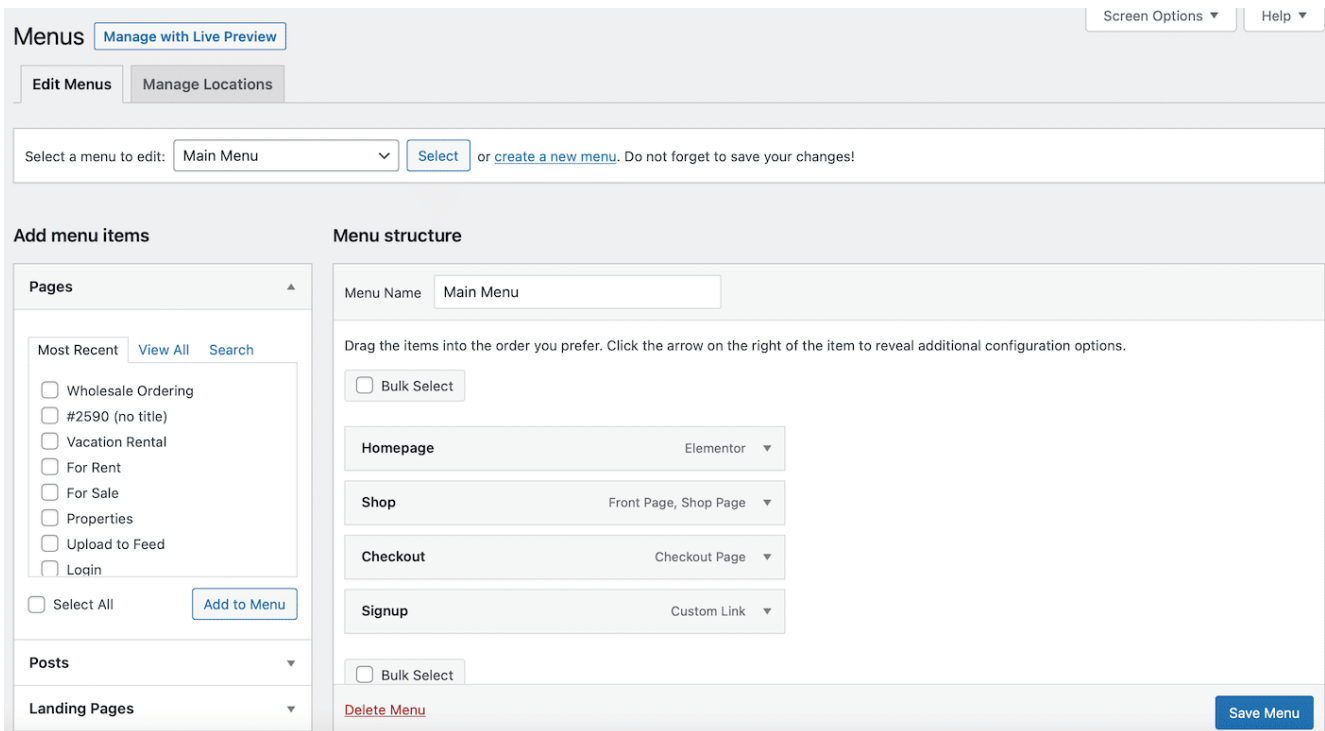 Screen Options ▼ Help ▼
Menus Manage with Live Preview
Edit Menus Manage Locations
Select a menu to edit: Main Menu Select or create a new menu. Do not forget to save your changes!
Add menu items
Pages
Most Recent View All Search
Wholesale Ordering
#2590 (no title)
Vacation Rental
For Rent
For Sale
Properties
Upload to Feed
Login
Select All Add to Menu
Posts
Landing Pages
Menu structure
Menu Name Main Menu
Drag the items into the order you prefer. Click the arrow on the right of the item to reveal additional configuration options.
Bulk Select
Homepage Elementor
Shop Front Page, Shop Page
Checkout Checkout Page
Signup Custom Link
Bulk Select
Delete Menu Save Menu